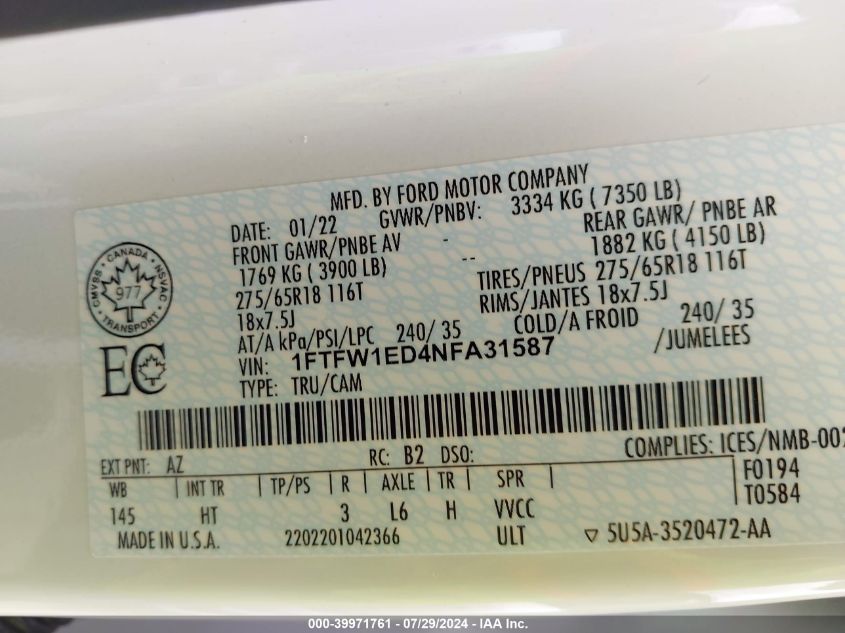 MFD. BY FORD MOTOR COMPANY
DATE: 01/22 GVWR/PNBV: 3334 KG ( 7350 LB)
FRONT GAWR/PNBE AV - REAR GAWR/ PNBE AR
1769 KG ( 3900 LB) -- 1882 KG ( 4150 LB)
275/65R18 116T TIRES/PNEUS 275/65R18 116T
18x7.5J RIMS/JANTES 18x7.5J
AT/A kPa/PSI/LPC 240/ 35 COLD/A FROID 240/ 35
VIN: 1FTFW1ED4NFA31587 /JUMELEES
TYPE: TRU/CAM
CANADA
CMVSS 977 NSVAC
TRANSPORT
EC
COMPLIES: ICES/NMB-002
EXT PNT: AZ RC: B2 DSO: F0194
WB INT TR TP/PS R AXLE TR SPR T0584
145 HT 3 L6 H VVCC
MADE IN U.S.A. 2202201042366 ULT 5U5A-3520472-AA
000-39971761 - 07/29/2024 - IAA Inc.